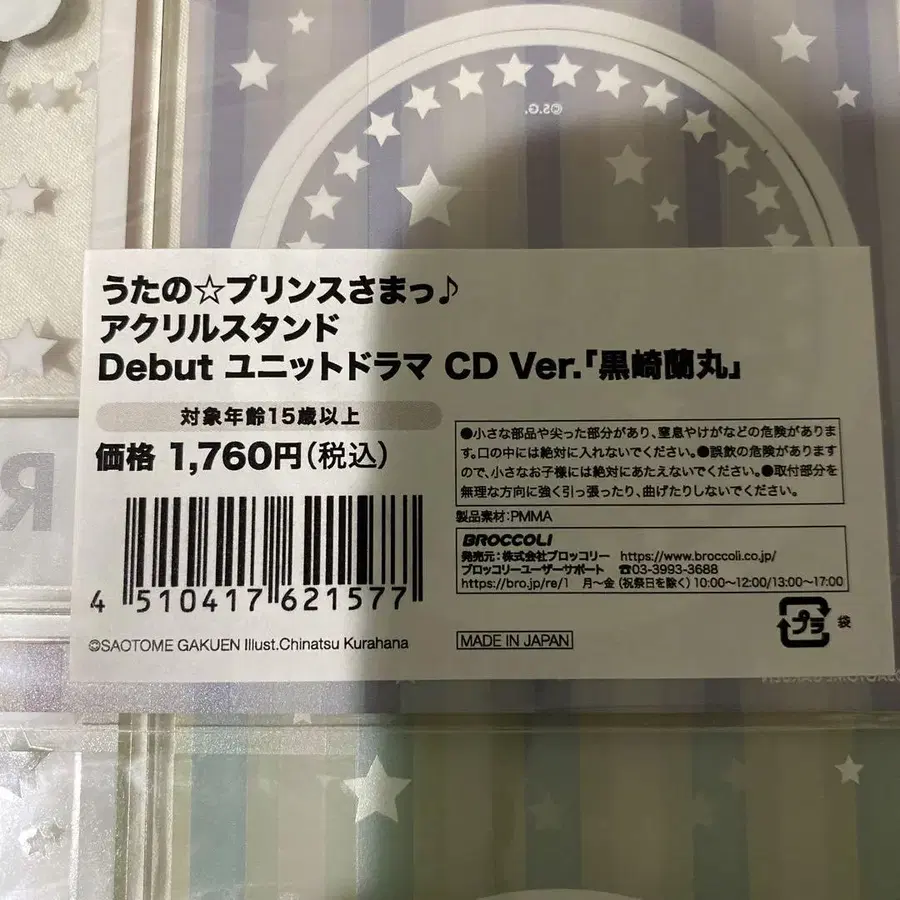 ©S.G.
うたの☆プリンスさまっ♪
アクリルスタンド
Debut ユニットドラマ CD Ver.「黒崎蘭丸」
対象年齢15歳以上
価格 1,760円(税込)
●小さな部品や尖った部分があり、窒息やけがなどの危険がありま
す。口の中には絶対に入れないでください。●誤飲の危険があります
ので、小さなお子様には絶対にあたえないでください。●取付部分を
無理な方向に強く引っ張ったり、曲げたりしないでください。
製品素材:PMMA
BROCCOLI
発売元:株式会社ブロッコリー https://www.broccoli.co.jp/
ブロッコリーユーザーサポート ☎03-3993-3688
https://bro.jp/re/1 月〜金(祝祭日を除く)10:00〜12:00/13:00〜17:00
4 510417 621577
©SAOTOME GAKUEN Illust.Chinatsu Kurahana
MADE IN JAPAN
プラ 袋
R